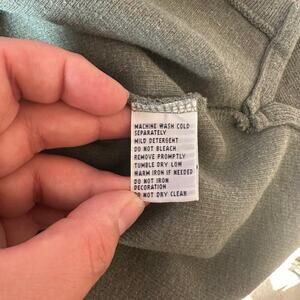 MACHINE WASH COLD
SEPARATELY
MILD DETERGENT
DO NOT BLEACH
REMOVE PROMPTLY
TUMBLE DRY LOW
WARM IRON IF NEEDED
DO NOT IRON
DECORATION
DO NOT DRY CLEAN